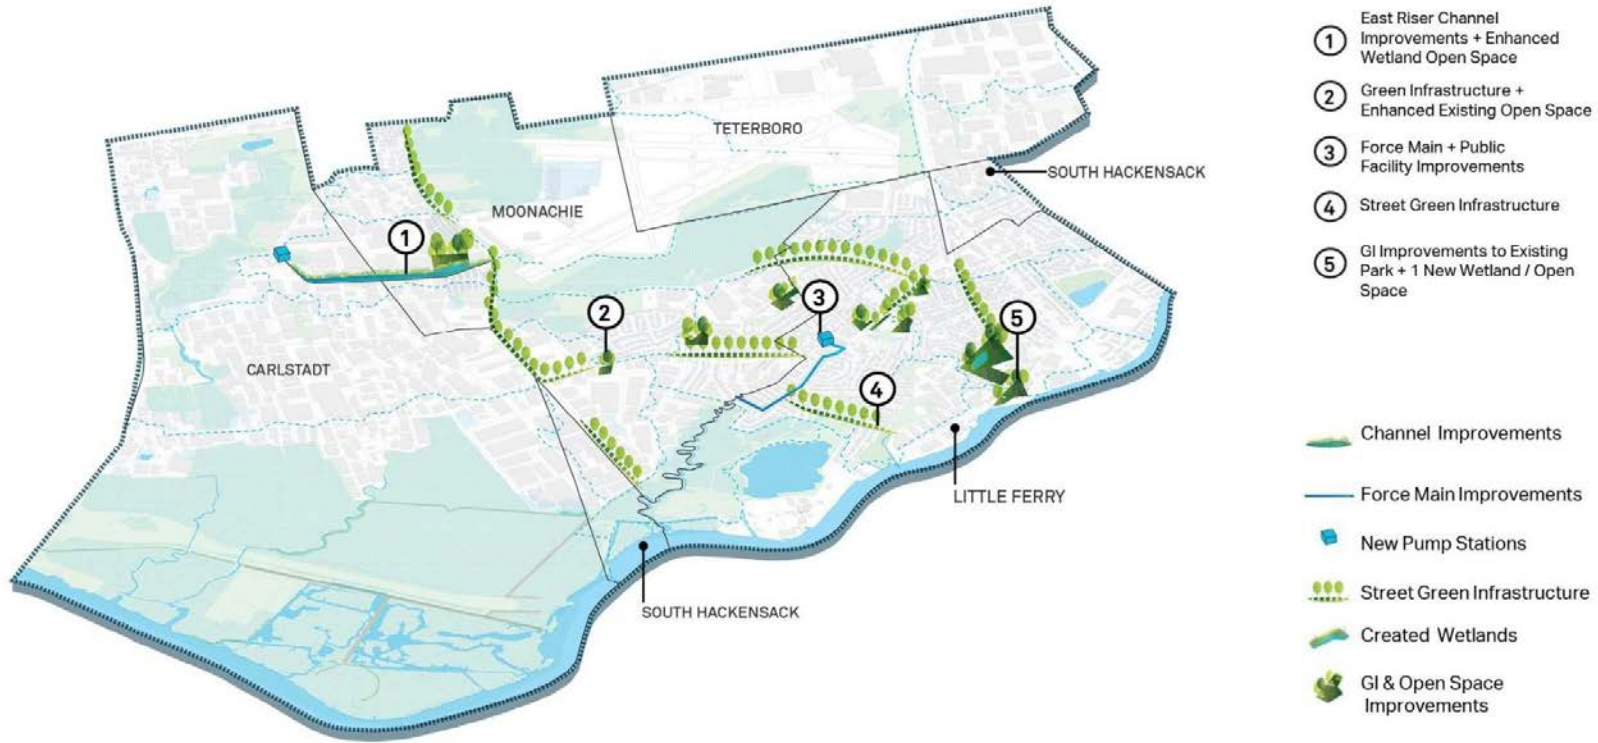 TETERBORO
SOUTH HACKENSACK
MOONACHIE
1
2
3
5
CARLSTADT
4
LITTLE FERRY
SOUTH HACKENSACK
1
East Riser Channel
Improvements + Enhanced
Wetland Open Space
2
Green Infrastructure +
Enhanced Existing Open Space
3
Force Main + Public
Facility Improvements
4
Street Green Infrastructure
5
GI Improvements to Existing
Park + 1 New Wetland / Open
Space
Channel Improvements
Force Main Improvements
New Pump Stations
Street Green Infrastructure
Created Wetlands
GI & Open Space
Improvements